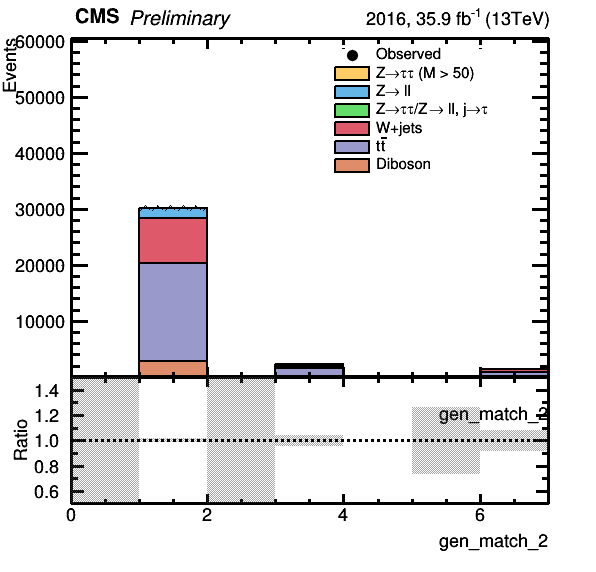 CMS Preliminary 2016, 35.9 fb⁻¹ (13TeV)
Events
60000
50000
40000
30000
20000
10000
Observed
Z→ττ (M > 50)
Z→ ll
Z→ττ/Z→ ll, j→τ
W+jets
tt̅
Diboson
Ratio
1.4
1.2
1.0
0.8
0.6
gen_match_2
0 2 4 6
gen_match_2